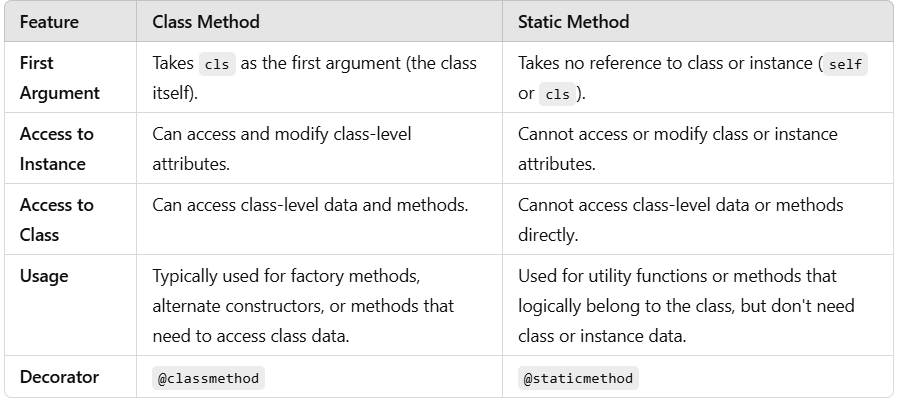 Feature Class Method Static Method
First Argument Takes cls as the first argument (the class itself). Takes no reference to class or instance (self or cls).
Access to Instance Can access and modify class-level attributes. Cannot access or modify class or instance attributes.
Access to Class Can access class-level data and methods. Cannot access class-level data or methods directly.
Usage Typically used for factory methods, alternate constructors, or methods that need to access class data. Used for utility functions or methods that logically belong to the class, but don't need class or instance data.
Decorator @classmethod @staticmethod